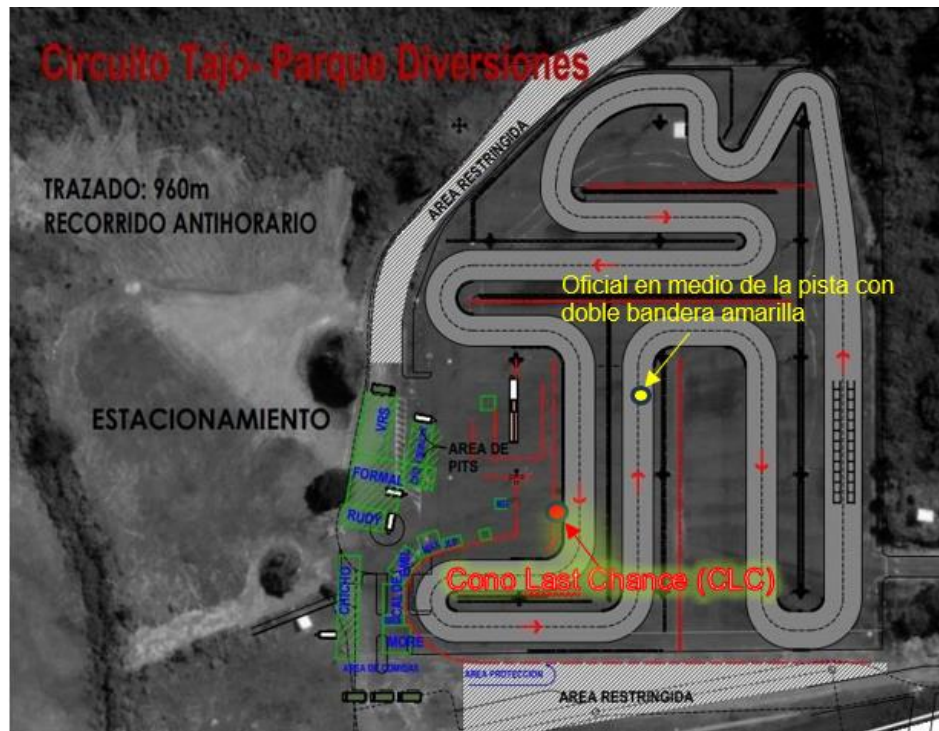 Circuito Tajo- Parque Diversiones
TRAZADO: 960m
RECORRIDO ANTIHORARIO
AREA RESTRINGIDA
Oficial en medio de la pista con
doble bandera amarilla
ESTACIONAMIENTO
VRS
AREA DE
PITS
FORMAL
RUDY
Cono Last Chance (CLC)
CHICHO
MORE
AREA DE COMIDAS
AREA PROTECCION
AREA RESTRINGIDA